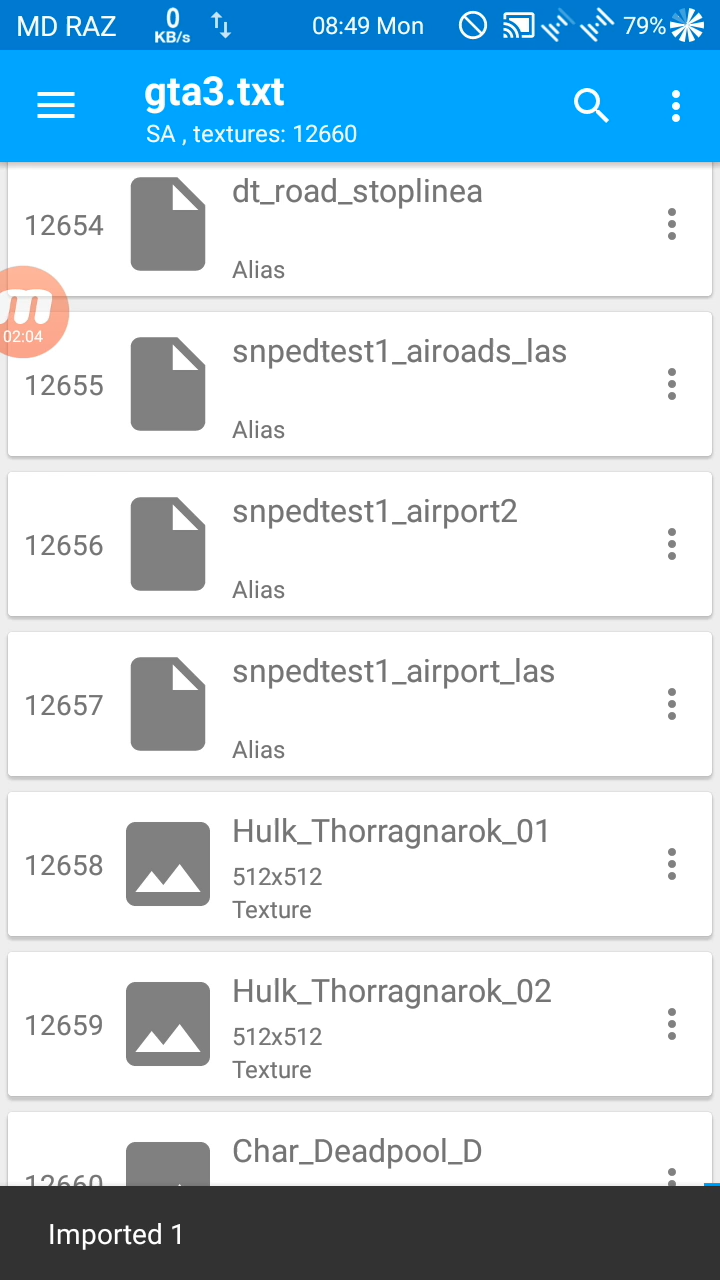 MD RAZ 0 KB/s 08:49 Mon 79%
gta3.txt
SA , textures: 12660
dt_road_stoplinea
12654
Alias
m
02:04
snpedtest1_airoads_las
12655
Alias
snpedtest1_airport2
12656
Alias
snpedtest1_airport_las
12657
Alias
Hulk_Thorragnarok_01
12658
512x512
Texture
Hulk_Thorragnarok_02
12659
512x512
Texture
Char_Deadpool_D
12660
Imported 1